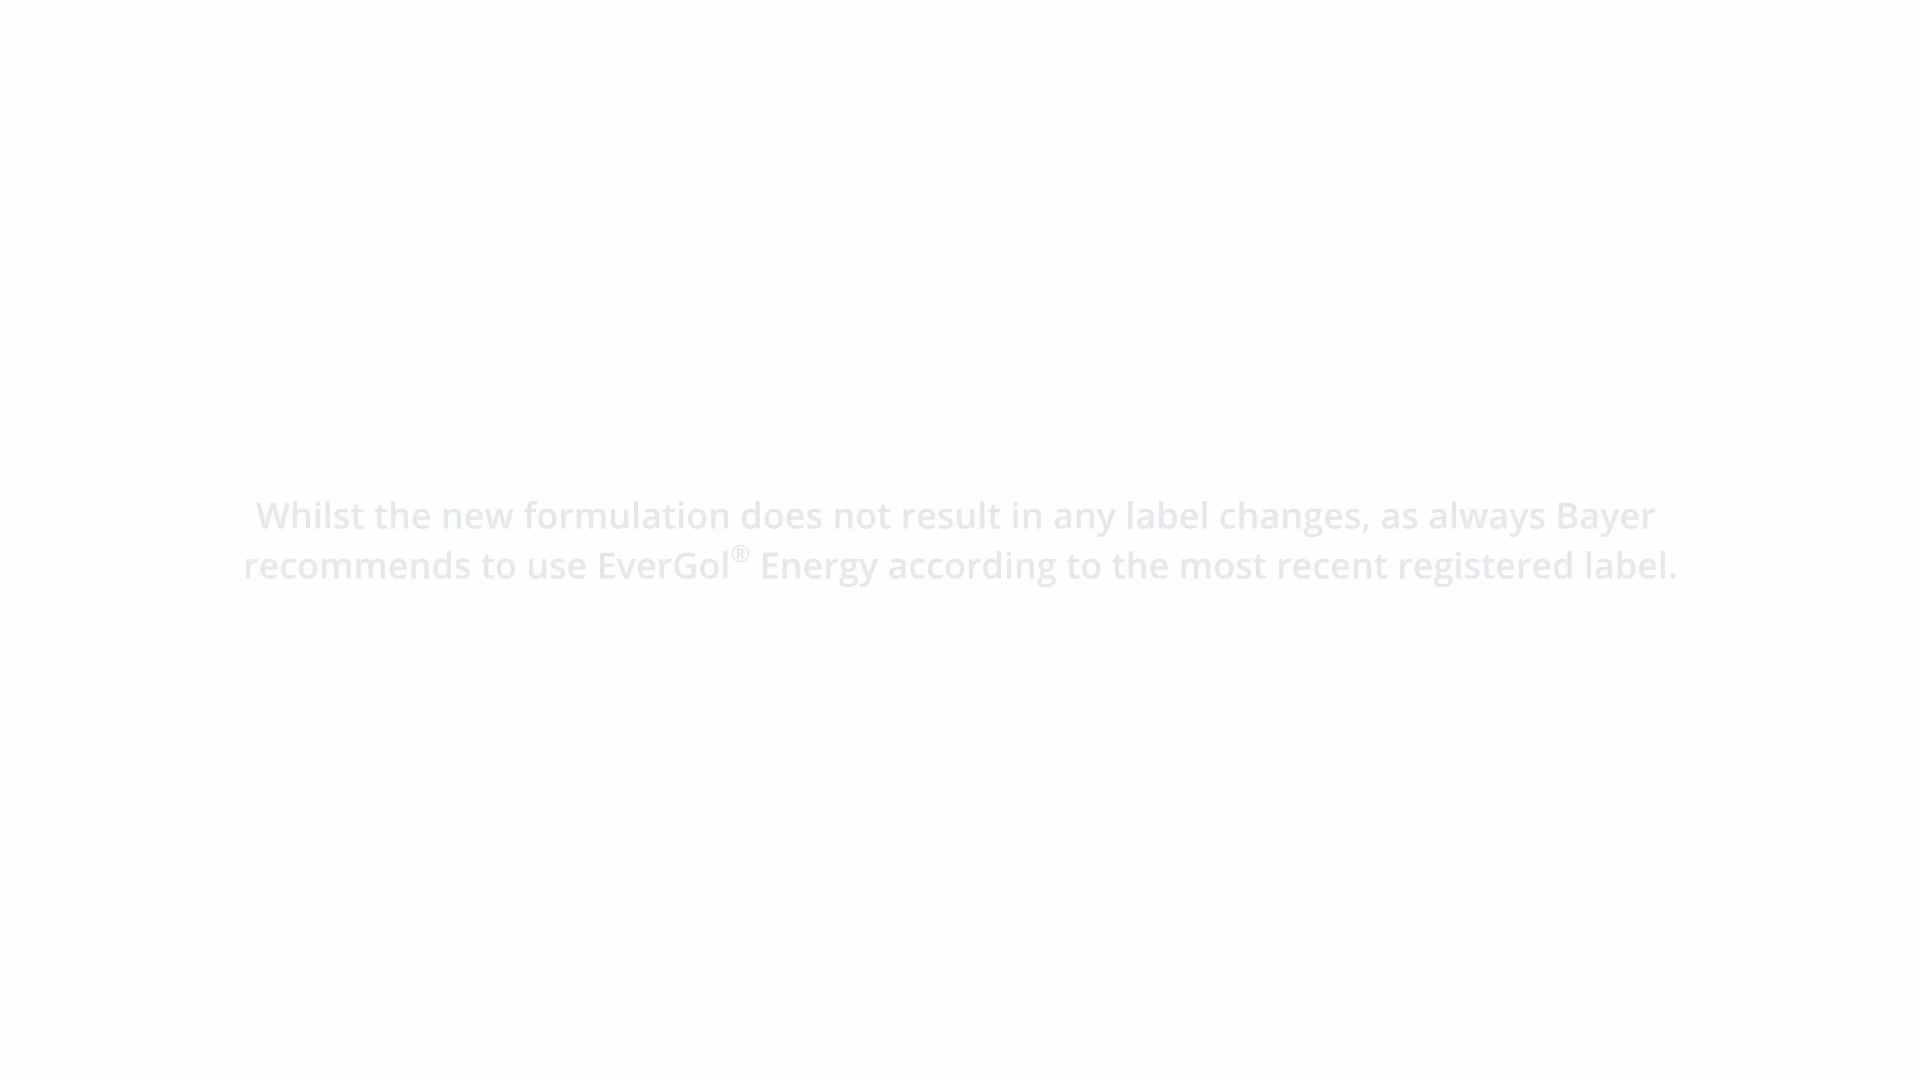 Whilst the new formulation does not result in any label changes, as always Bayer
recommends to use EverGol® Energy according to the most recent registered label.